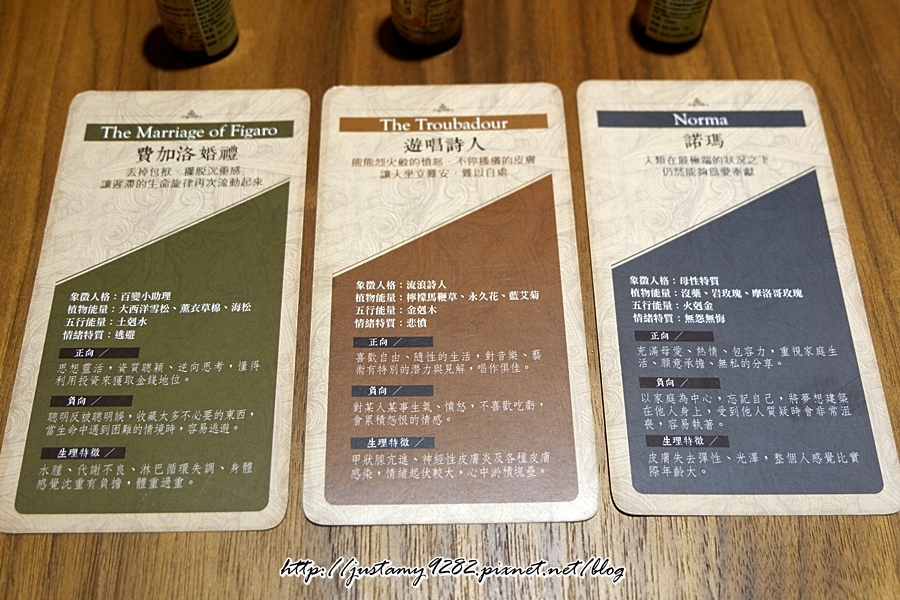 The Marriage of Figaro
費加洛婚禮
丟掉包袱、擺脫沉重感
讓遲滯的生命旋律再次流動起來
象徵人格：百變小助理
植物能量：大西洋雪松、薰衣草棉、海松
五行能量：土剋水
情緒特質：逃避
正向
思想靈活，資質聰穎、逆向思考，懂得
利用投資來獲取金錢地位。
負向
聰明反被聰明誤，收藏太多不必要的東西，
當生命中遇到困難的情境時，容易逃避。
生理特徵
水腫、代謝不良、淋巴循環失調、身體
感覺沈重有負擔，體重過重。
The Troubadour
遊唱詩人
熊熊烈火般的憤怒、不停搔癢的皮膚
讓人坐立難安、難以自處
象徵人格：流浪詩人
植物能量：檸檬馬鞭草、永久花、藍艾菊
五行能量：金剋木
情緒特質：悲憤
正向
喜歡自由、隨性的生活，對音樂、藝
術有特別的潛力與見解，唱作俱佳。
負向
對某人某事生氣、憤怒，不喜歡吃虧，
會累積怨恨的情感。
生理特徵
甲狀腺亢進、神經性皮膚炎及各種皮膚
感染，情緒起伏較大，心中淤積塊壘。
Norma
諾瑪
人類在最極端的狀況之下
仍然能夠為愛奉獻
象徵人格：母性特質
植物能量：沒藥、岩玫瑰、摩洛哥玫瑰
五行能量：火剋金
情緒特質：無怨無悔
正向
充滿母愛、熱情、包容力，重視家庭生
活、願意承擔、無私的分享。
負向
以家庭為中心，忘記自己，將夢想建築
在他人身上，受到他人質疑時會非常沮
喪，容易執著。
生理特徵
皮膚失去彈性、光澤，整個人感覺比實
際年齡大。
http://justamy9282.pixnet.net/blog